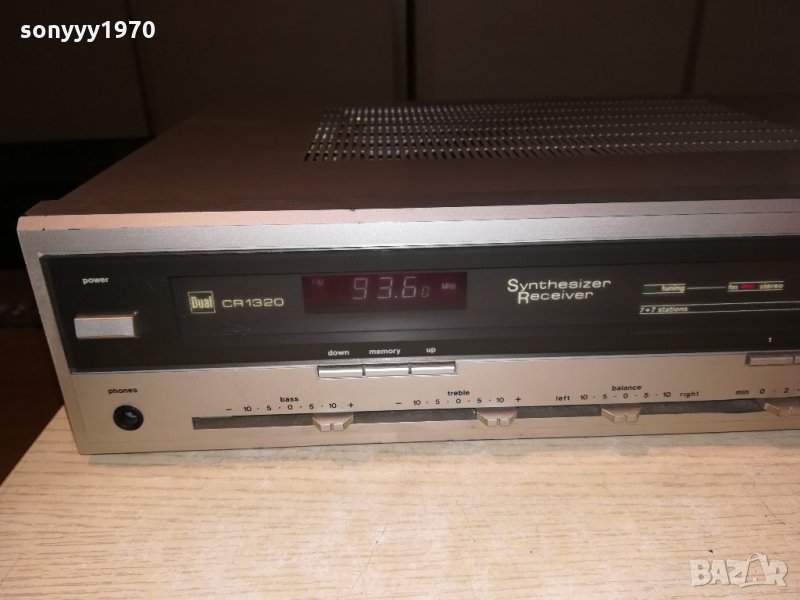 sonyyy1970
power
Dual CR1320
FM 93.60 MHz
Synthesizer
Receiver
tuning
fm stereo
7+7 stations
1
down memory up
phones
bass
- 10 · 5 · 0 · 5 · 10 +
treble
- 10 · 5 · 0 · 5 · 10 +
balance
left 10 · 5 · 0 · 5 · 10 right
min 0 · 2 ·
BAZAR